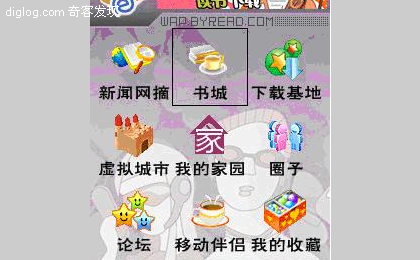 diglog.com 奇客发现
WAP.BYREAD.COM
新闻网摘 书城 下载基地
虚拟城市 我的家园 圈子
家
论坛 移动伴侣 我的收藏